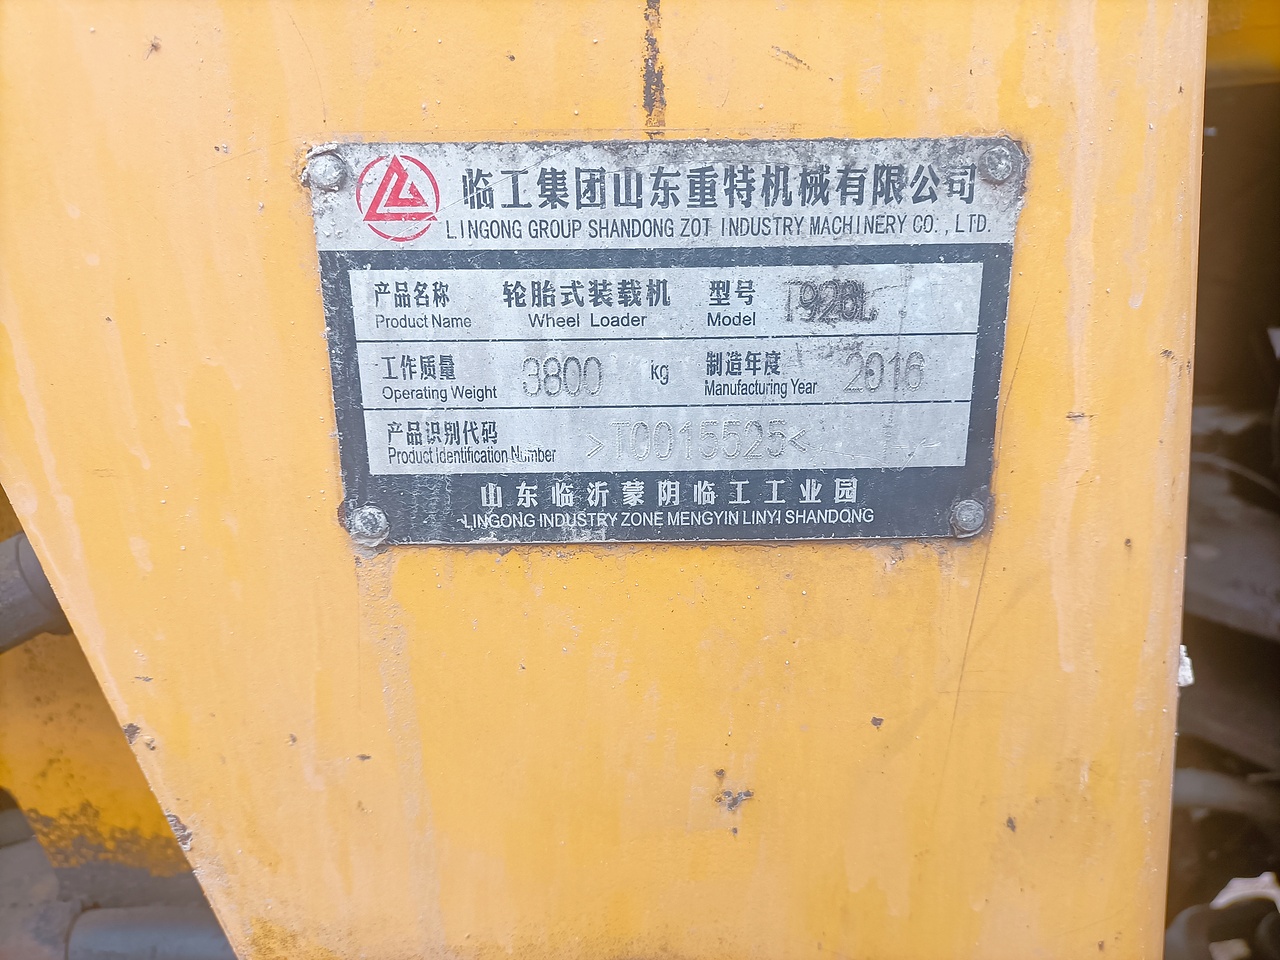 临工集团山东重特机械有限公司
LINGONG GROUP SHANDONG ZOT INDUSTRY MACHINERY CO., LTD.
产品名称 轮胎式装载机 型号 T920L
Product Name Wheel Loader Model
工作质量 3800 kg 制造年度 2016
Operating Weight Manufacturing Year
产品识别代码 >T0015525<
Product Identification Number
山东临沂蒙阴临工工业园
LINGONG INDUSTRY ZONE MENGYIN LINYI SHANDONG